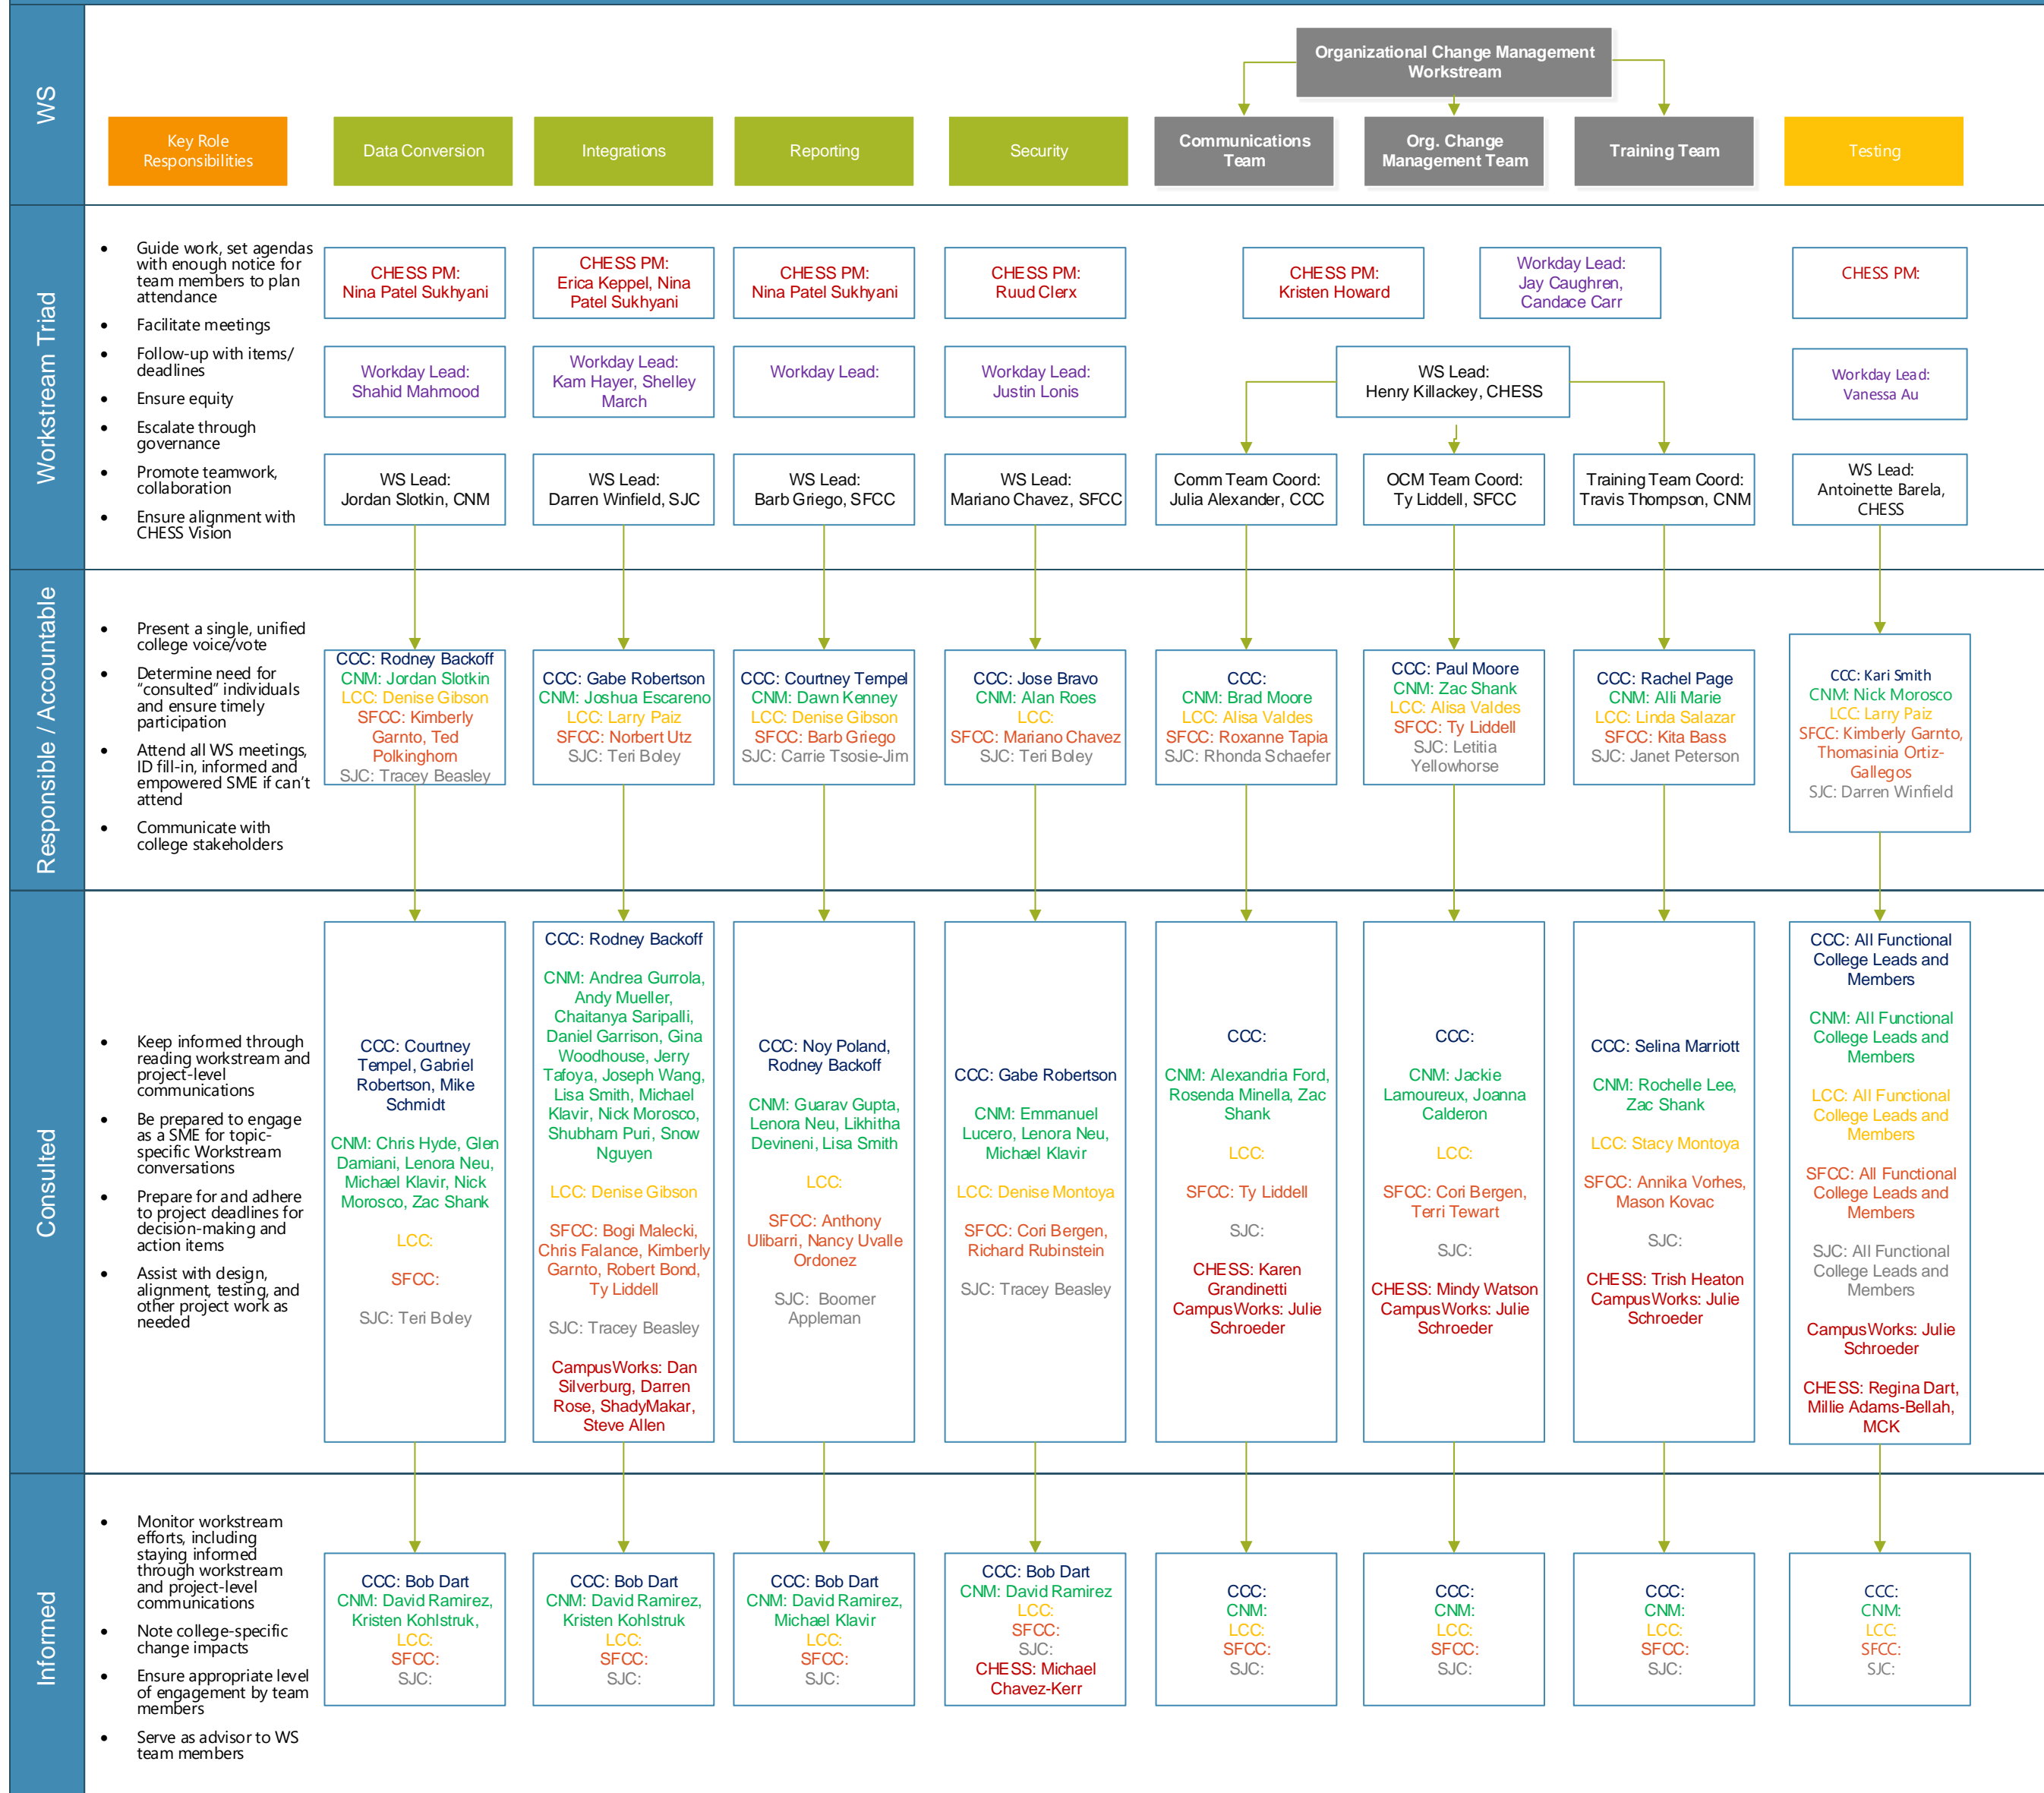 WS
Organizational Change Management
Workstream
Key Role
Responsibilities
Data Conversion
Integrations
Reporting
Security
Communications
Team
Org. Change
Management Team
Training Team
Testing
Workstream Triad
• Guide work, set agendas
with enough notice for
team members to plan
attendance
• Facilitate meetings
• Follow-up with items/
deadlines
• Ensure equity
• Escalate through
governance
• Promote teamwork,
collaboration
• Ensure alignment with
CHESS Vision
CHESS PM:
Nina Patel Sukhyani
CHESS PM:
Erica Keppel, Nina
Patel Sukhyani
CHESS PM:
Nina Patel Sukhyani
CHESS PM:
Ruud Clerx
CHESS PM:
Kristen Howard
Workday Lead:
Jay Caughren,
Candace Carr
CHESS PM:
Workday Lead:
Shahid Mahmood
Workday Lead:
Kam Hayer, Shelley
March
Workday Lead:
Workday Lead:
Justin Lonis
WS Lead:
Henry Killackey, CHESS
Workday Lead:
Vanessa Au
WS Lead:
Jordan Slotkin, CNM
WS Lead:
Darren Winfield, SJC
WS Lead:
Barb Griego, SFCC
WS Lead:
Mariano Chavez, SFCC
Comm Team Coord:
Julia Alexander, CCC
OCM Team Coord:
Ty Liddell, SFCC
Training Team Coord:
Travis Thompson, CNM
WS Lead:
Antoinette Barela,
CHESS
Responsible / Accountable
• Present a single, unified
college voice/vote
• Determine need for
“consulted” individuals
and ensure timely
participation
• Attend all WS meetings,
ID fill-in, informed and
empowered SME if can’t
attend
• Communicate with
college stakeholders
CCC: Rodney Backoff
CNM: Jordan Slotkin
LCC: Denise Gibson
SFCC: Kimberly
Garnto, Ted
Polkinghorn
SJC: Tracey Beasley
CCC: Gabe Robertson
CNM: Joshua Escareno
LCC: Larry Paiz
SFCC: Norbert Utz
SJC: Teri Boley
CCC: Courtney Tempel
CNM: Dawn Kenney
LCC: Denise Gibson
SFCC: Barb Griego
SJC: Carrie Tsosie-Jim
CCC: Jose Bravo
CNM: Alan Roes
LCC:
SFCC: Mariano Chavez
SJC: Teri Boley
CCC:
CNM: Brad Moore
LCC: Alisa Valdes
SFCC: Roxanne Tapia
SJC: Rhonda Schaefer
CCC: Paul Moore
CNM: Zac Shank
LCC: Alisa Valdes
SFCC: Ty Liddell
SJC: Letitia
Yellowhorse
CCC: Rachel Page
CNM: Alli Marie
LCC: Linda Salazar
SFCC: Kita Bass
SJC: Janet Peterson
CCC: Kari Smith
CNM: Nick Morosco
LCC: Larry Paiz
SFCC: Kimberly Garnto,
Thomasinia Ortiz-
Gallegos
SJC: Darren Winfield
Consulted
• Keep informed through
reading workstream and
project-level
communications
• Be prepared to engage
as a SME for topic-
specific Workstream
conversations
• Prepare for and adhere
to project deadlines for
decision-making and
action items
• Assist with design,
alignment, testing, and
other project work as
needed
CCC: Courtney
Tempel, Gabriel
Robertson, Mike
Schmidt
CNM: Chris Hyde, Glen
Damiani, Lenora Neu,
Michael Klavir, Nick
Morosco, Zac Shank
LCC:
SFCC:
SJC: Teri Boley
CCC: Rodney Backoff
CNM: Andrea Gurrola,
Andy Mueller,
Chaitanya Saripalli,
Daniel Garrison, Gina
Woodhouse, Jerry
Tafoya, Joseph Wang,
Lisa Smith, Michael
Klavir, Nick Morosco,
Shubham Puri, Snow
Nguyen
LCC: Denise Gibson
SFCC: Bogi Malecki,
Chris Falance, Kimberly
Garnto, Robert Bond,
Ty Liddell
SJC: Tracey Beasley
CampusWorks: Dan
Silverburg, Darren
Rose, ShadyMakar,
Steve Allen
CCC: Noy Poland,
Rodney Backoff
CNM: Guarav Gupta,
Lenora Neu, Likhitha
Devineni, Lisa Smith
LCC:
SFCC: Anthony
Ulibarri, Nancy Uvalle
Ordonez
SJC: Boomer
Appleman
CCC: Gabe Robertson
CNM: Emmanuel
Lucero, Lenora Neu,
Michael Klavir
LCC: Denise Montoya
SFCC: Cori Bergen,
Richard Rubinstein
SJC: Tracey Beasley
CCC:
CNM: Alexandria Ford,
Rosenda Minella, Zac
Shank
LCC:
SFCC: Ty Liddell
SJC:
CHESS: Karen
Grandinetti
CampusWorks: Julie
Schroeder
CCC:
CNM: Jackie
Lamoureux, Joanna
Calderon
LCC:
SFCC: Cori Bergen,
Terri Tewart
SJC:
CHESS: Mindy Watson
CampusWorks: Julie
Schroeder
CCC: Selina Marriott
CNM: Rochelle Lee,
Zac Shank
LCC: Stacy Montoya
SFCC: Annika Vorhes,
Mason Kovac
SJC:
CHESS: Trish Heaton
CampusWorks: Julie
Schroeder
CCC: All Functional
College Leads and
Members
CNM: All Functional
College Leads and
Members
LCC: All Functional
College Leads and
Members
SFCC: All Functional
College Leads and
Members
SJC: All Functional
College Leads and
Members
CampusWorks: Julie
Schroeder
CHESS: Regina Dart,
Millie Adams-Bellah,
MCK
Informed
• Monitor workstream
efforts, including
staying informed
through workstream
and project-level
communications
• Note college-specific
change impacts
• Ensure appropriate level
of engagement by team
members
• Serve as advisor to WS
team members
CCC: Bob Dart
CNM: David Ramirez,
Kristen Kohlstruk,
LCC:
SFCC:
SJC:
CCC: Bob Dart
CNM: David Ramirez,
Kristen Kohlstruk
LCC:
SFCC:
SJC:
CCC: Bob Dart
CNM: David Ramirez,
Michael Klavir
LCC:
SFCC:
SJC:
CCC: Bob Dart
CNM: David Ramirez
LCC:
SFCC:
SJC:
CHESS: Michael
Chavez-Kerr
CCC:
CNM:
LCC:
SFCC:
SJC:
CCC:
CNM:
LCC:
SFCC:
SJC:
CCC:
CNM:
LCC:
SFCC:
SJC:
CCC:
CNM:
LCC:
SFCC:
SJC: